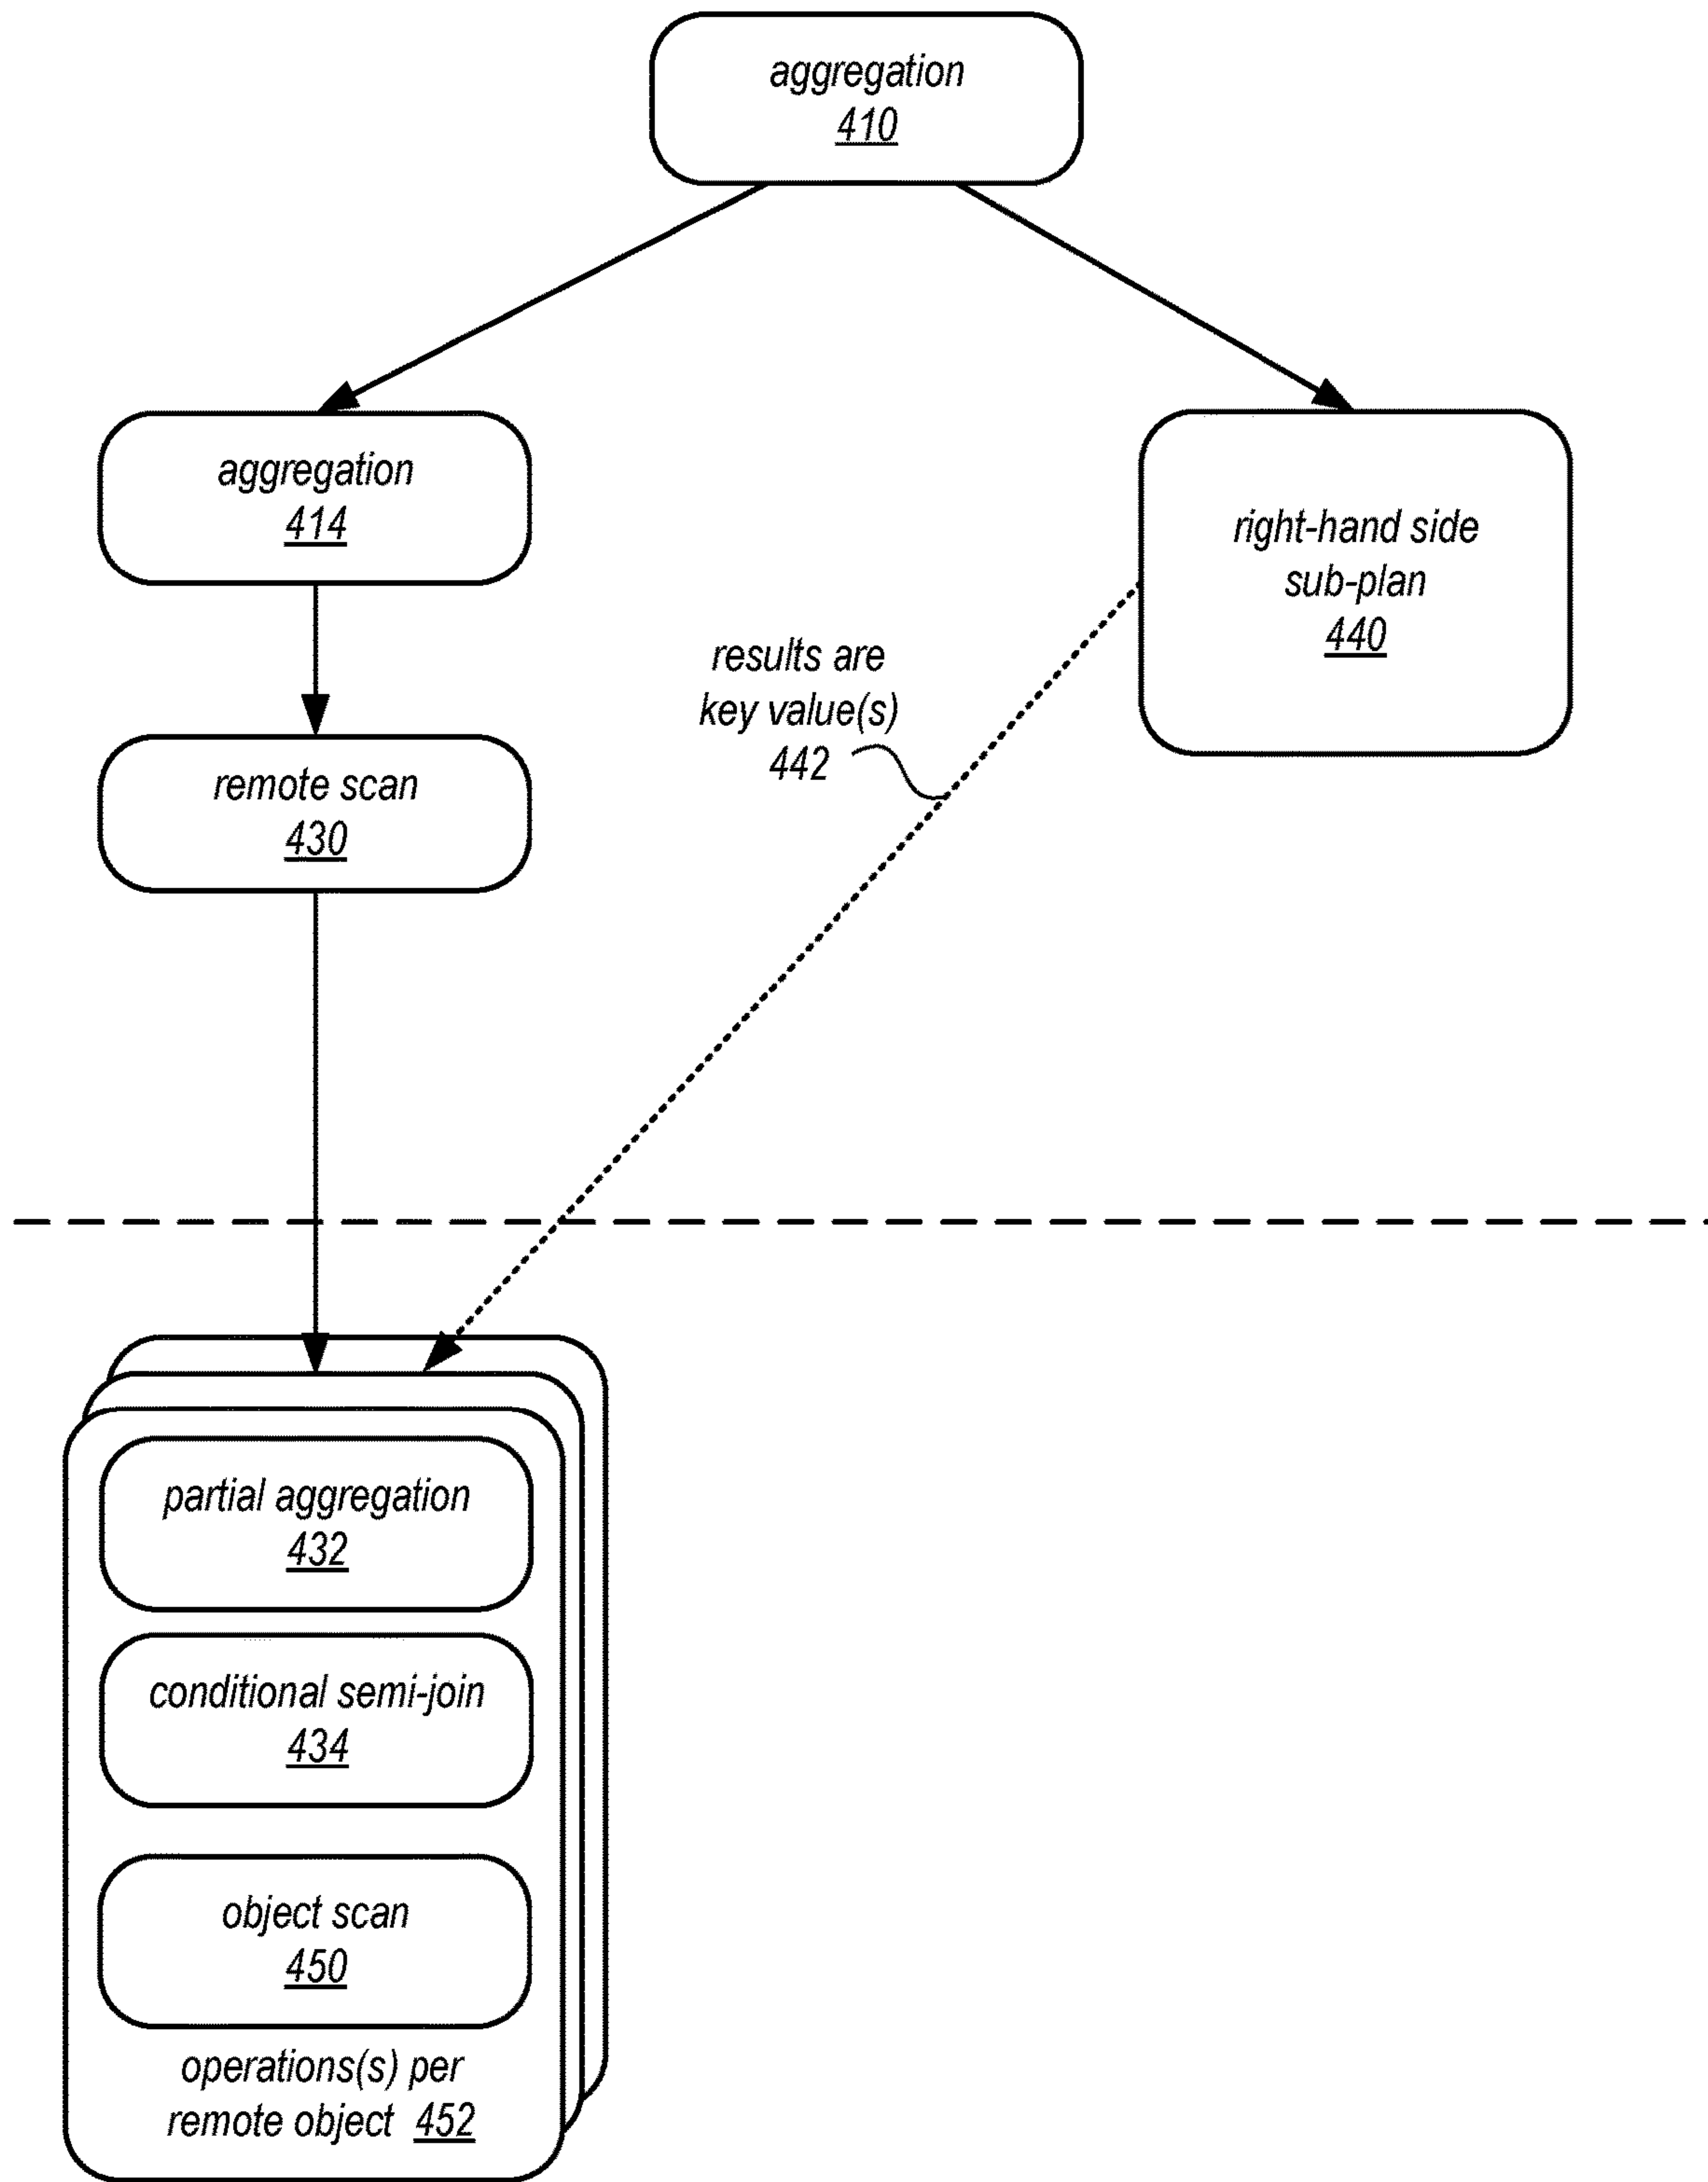 aggregation
410
aggregation
414
right-hand side
sub-plan
440
results are
key value(s)
442
remote scan
430
partial aggregation
432
conditional semi-join
434
object scan
450
operations(s) per
remote object 452